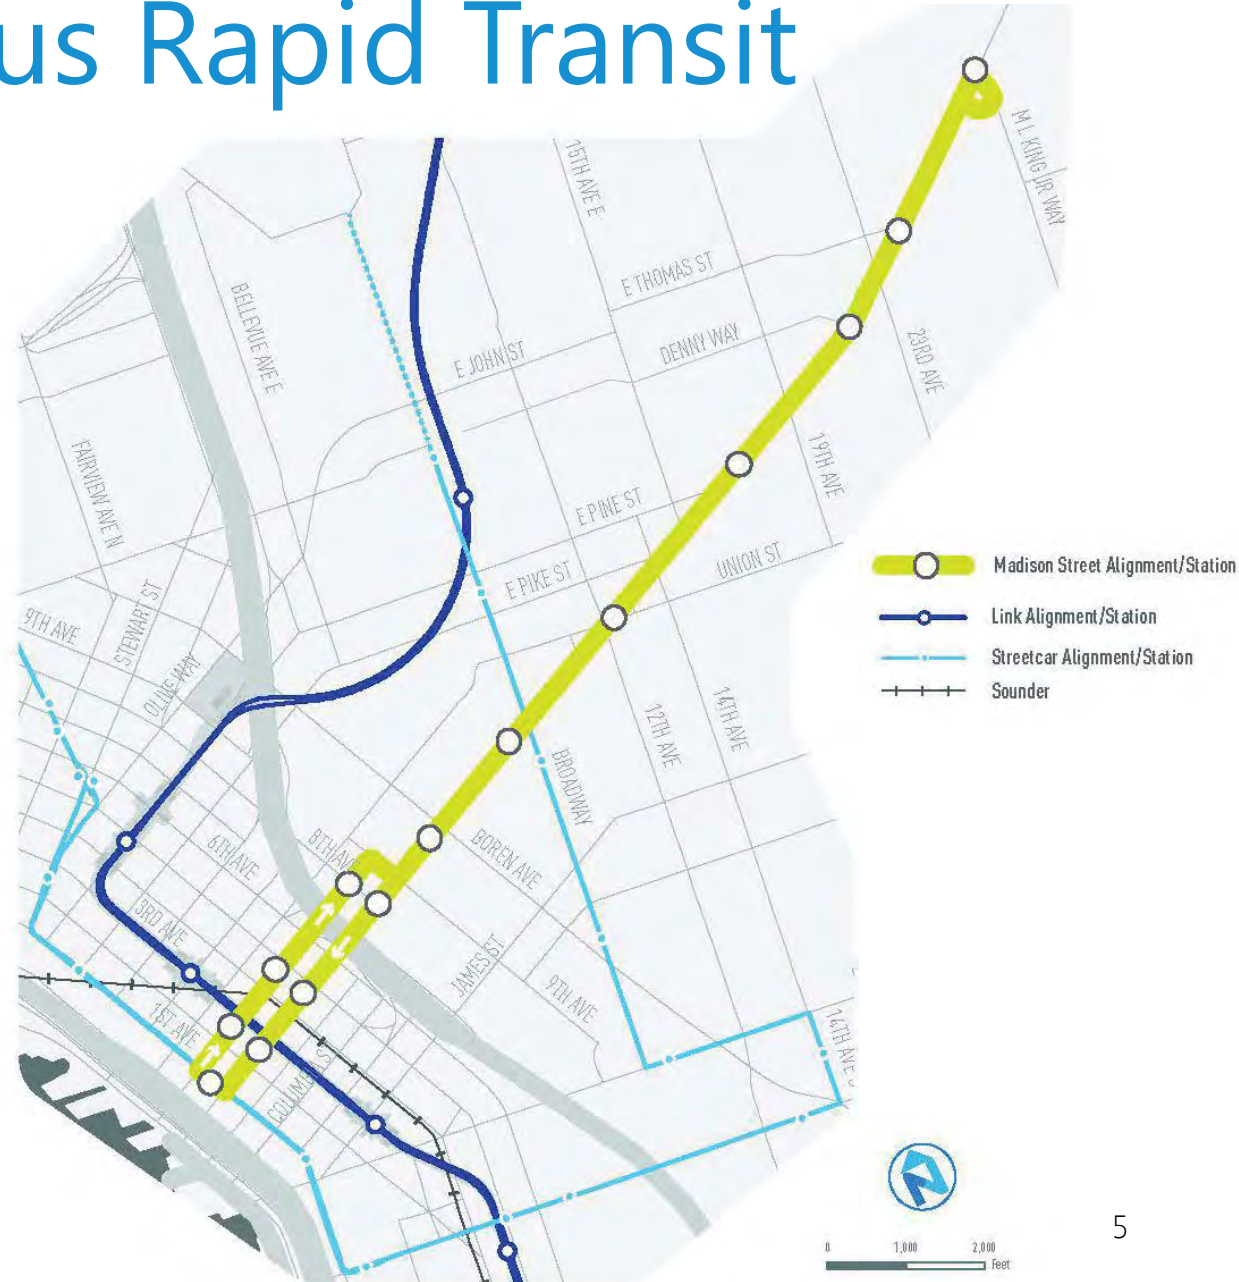 us Rapid Transit
M L KING JR WAY
15TH AVE E
E THOMAS ST
BELLEVUE AVE E
DENNY WAY
23RD AVE
E JOHN ST
FAIRVIEW AVE N
19TH AVE
E PINE ST
UNION ST
E PIKE ST
Madison Street Alignment/Station
Link Alignment/Station
Streetcar Alignment/Station
Sounder
9TH AVE
STEWART ST
OLIVE WAY
12TH AVE
14TH AVE
BROADWAY
6TH AVE
8TH AVE
BOREN AVE
3RD AVE
JAMES ST
9TH AVE
1ST AVE
14TH AVE S
0 1,000 2,000
Feet
5